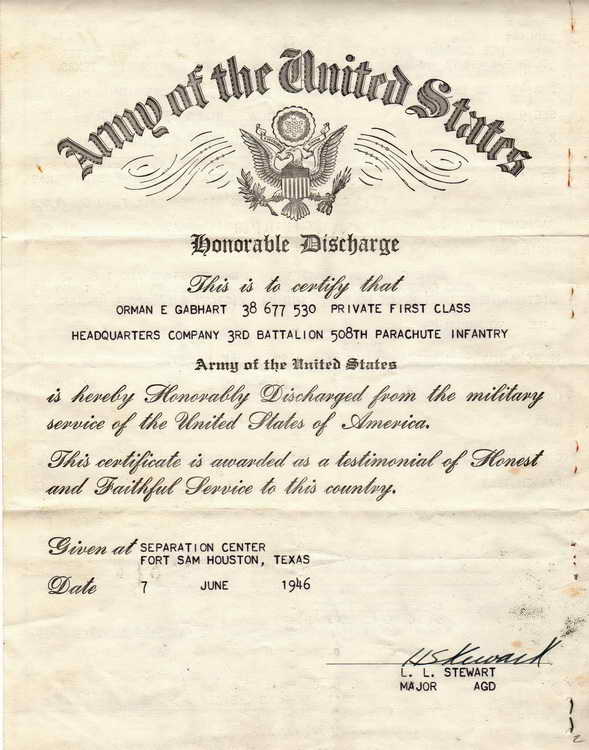 Army of the United States
Honorable Discharge
This is to certify that
ORMAN E GABHART 38 677 530 PRIVATE FIRST CLASS
HEADQUARTERS COMPANY 3RD BATTALION 508TH PARACHUTE INFANTRY
Army of the United States
is hereby Honorably Discharged from the military
service of the United States of America.
This certificate is awarded as a testimonial of Honest
and Faithful Service to this country.
Given at SEPARATION CENTER
FORT SAM HOUSTON, TEXAS
Date 7 JUNE 1946
L. L. STEWART
MAJOR AGD